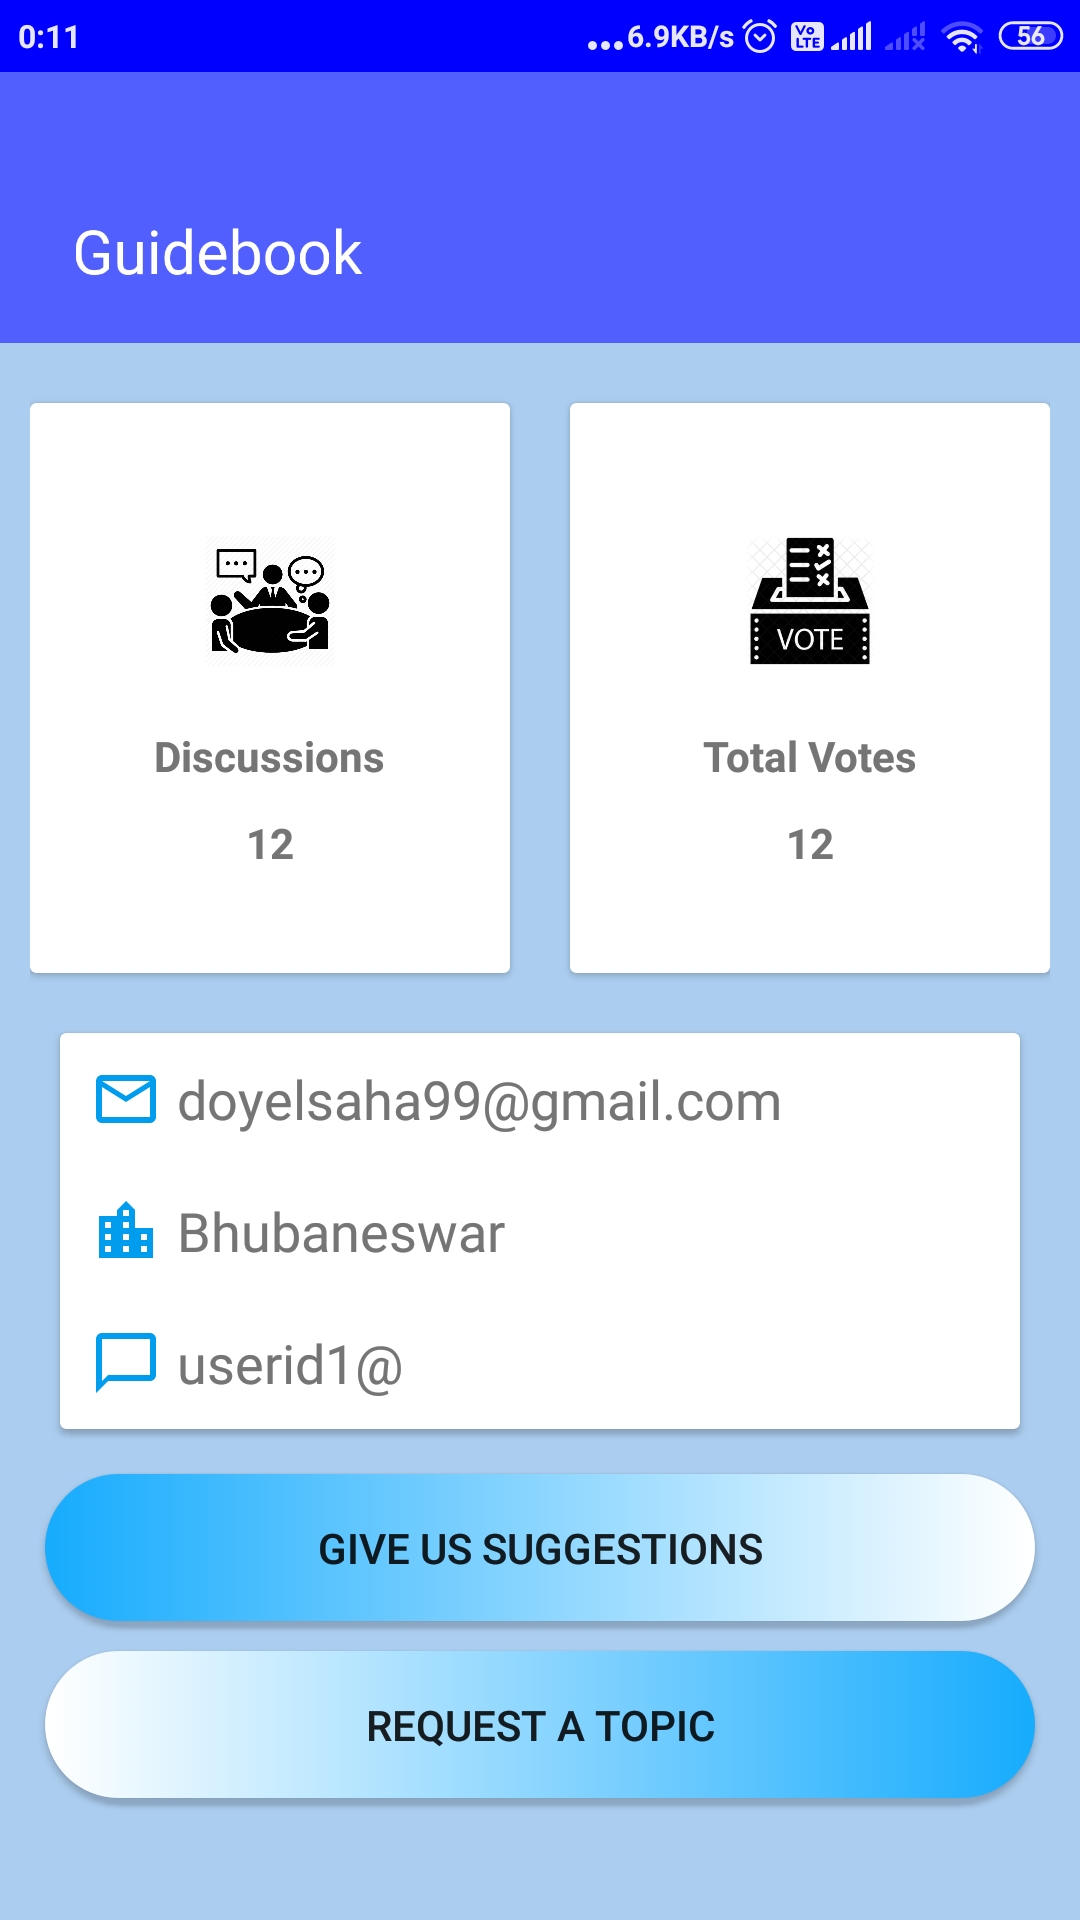 0:11 ...6.9KB/s Vo LTE 56
Guidebook
VOTE
Discussions Total Votes
12 12
doyelsaha99@gmail.com
Bhubaneswar
userid1@
GIVE US SUGGESTIONS
REQUEST A TOPIC